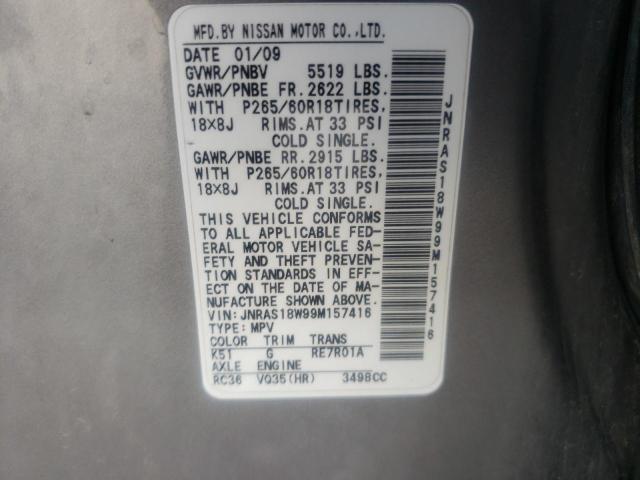 MFD.BY NISSAN MOTOR CO.,LTD.
DATE 01/09
GVWR/PNBV 5519 LBS.
GAWR/PNBE FR.2622 LBS.
WITH P265/60R18TIRES,
18X8J RIMS.AT 33 PSI
COLD SINGLE.
GAWR/PNBE RR.2915 LBS.
WITH P265/60R18TIRES,
18X8J RIMS.AT 33 PSI
COLD SINGLE.
THIS VEHICLE CONFORMS
TO ALL APPLICABLE FED-
ERAL MOTOR VEHICLE SA-
FETY AND THEFT PREVEN-
TION STANDARDS IN EFF-
ECT ON THE DATE OF MA-
NUFACTURE SHOWN ABOVE.
VIN:JNRAS18W99M157416
TYPE:MPV
COLOR TRIM TRANS
K51 G RE7R01A
AXLE ENGINE
RC36 VQ35(HR) 3498CC
JNRAS18W99M157416